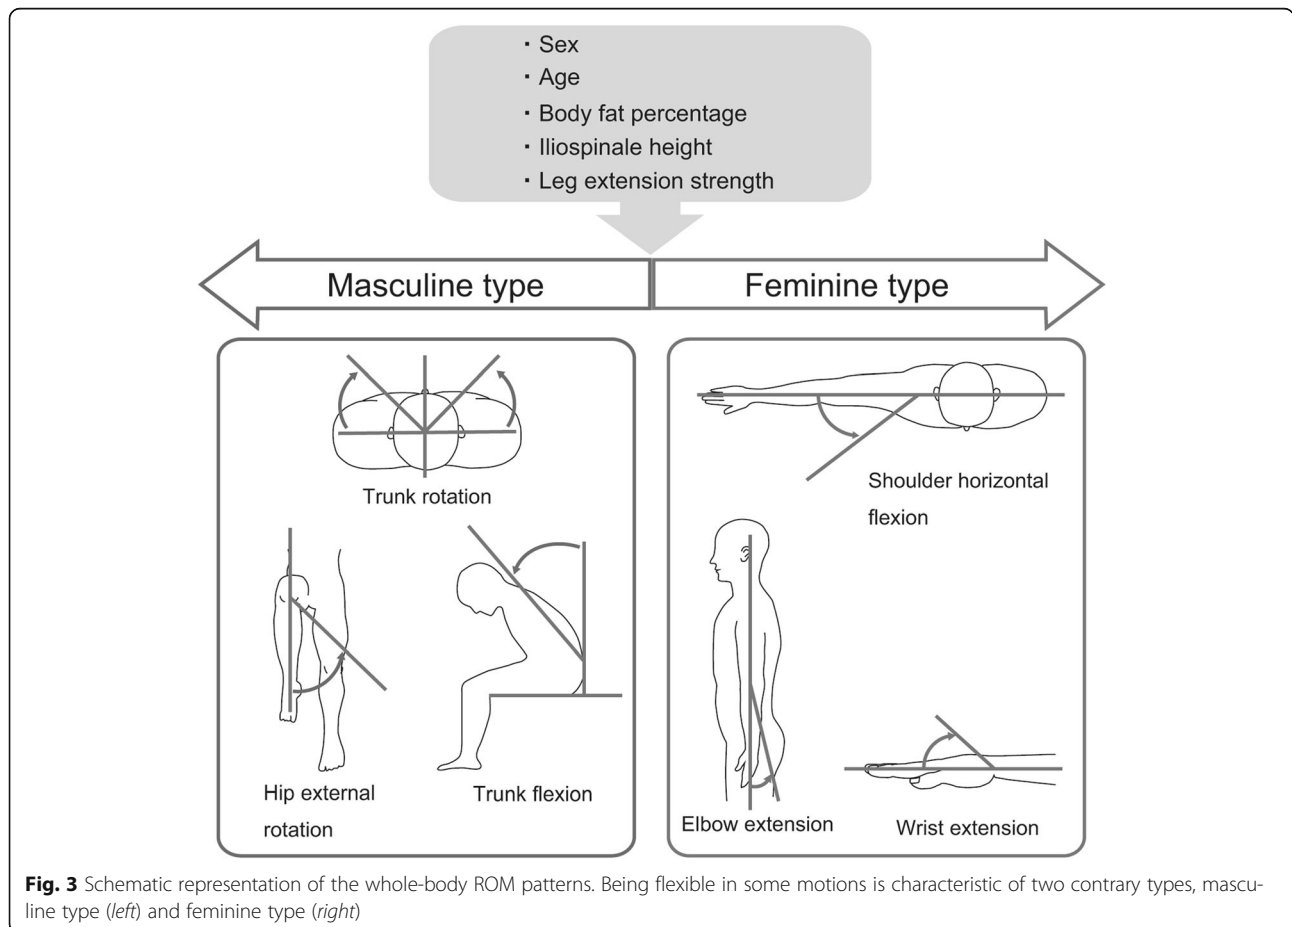 · Sex
· Age
· Body fat percentage
· Iliospinale height
· Leg extension strength
Masculine type
Feminine type
Trunk rotation
Hip external
rotation
Trunk flexion
Shoulder horizontal
flexion
Elbow extension
Wrist extension
Fig. 3 Schematic representation of the whole-body ROM patterns. Being flexible in some motions is characteristic of two contrary types, mascu-
line type (left) and feminine type (right)